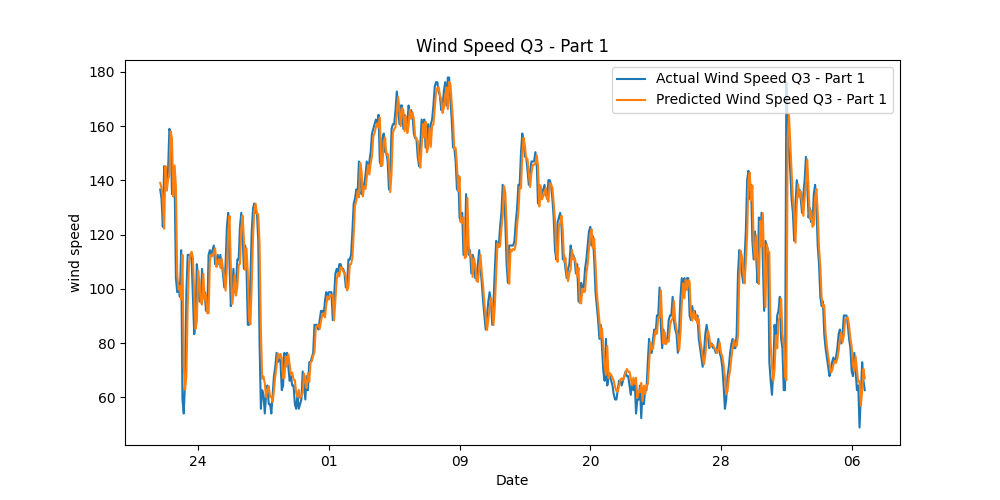 Wind Speed Q3 - Part 1
Actual Wind Speed Q3 - Part 1
Predicted Wind Speed Q3 - Part 1
wind speed
180
160
140
120
100
80
60
24
01
09
20
28
06
Date